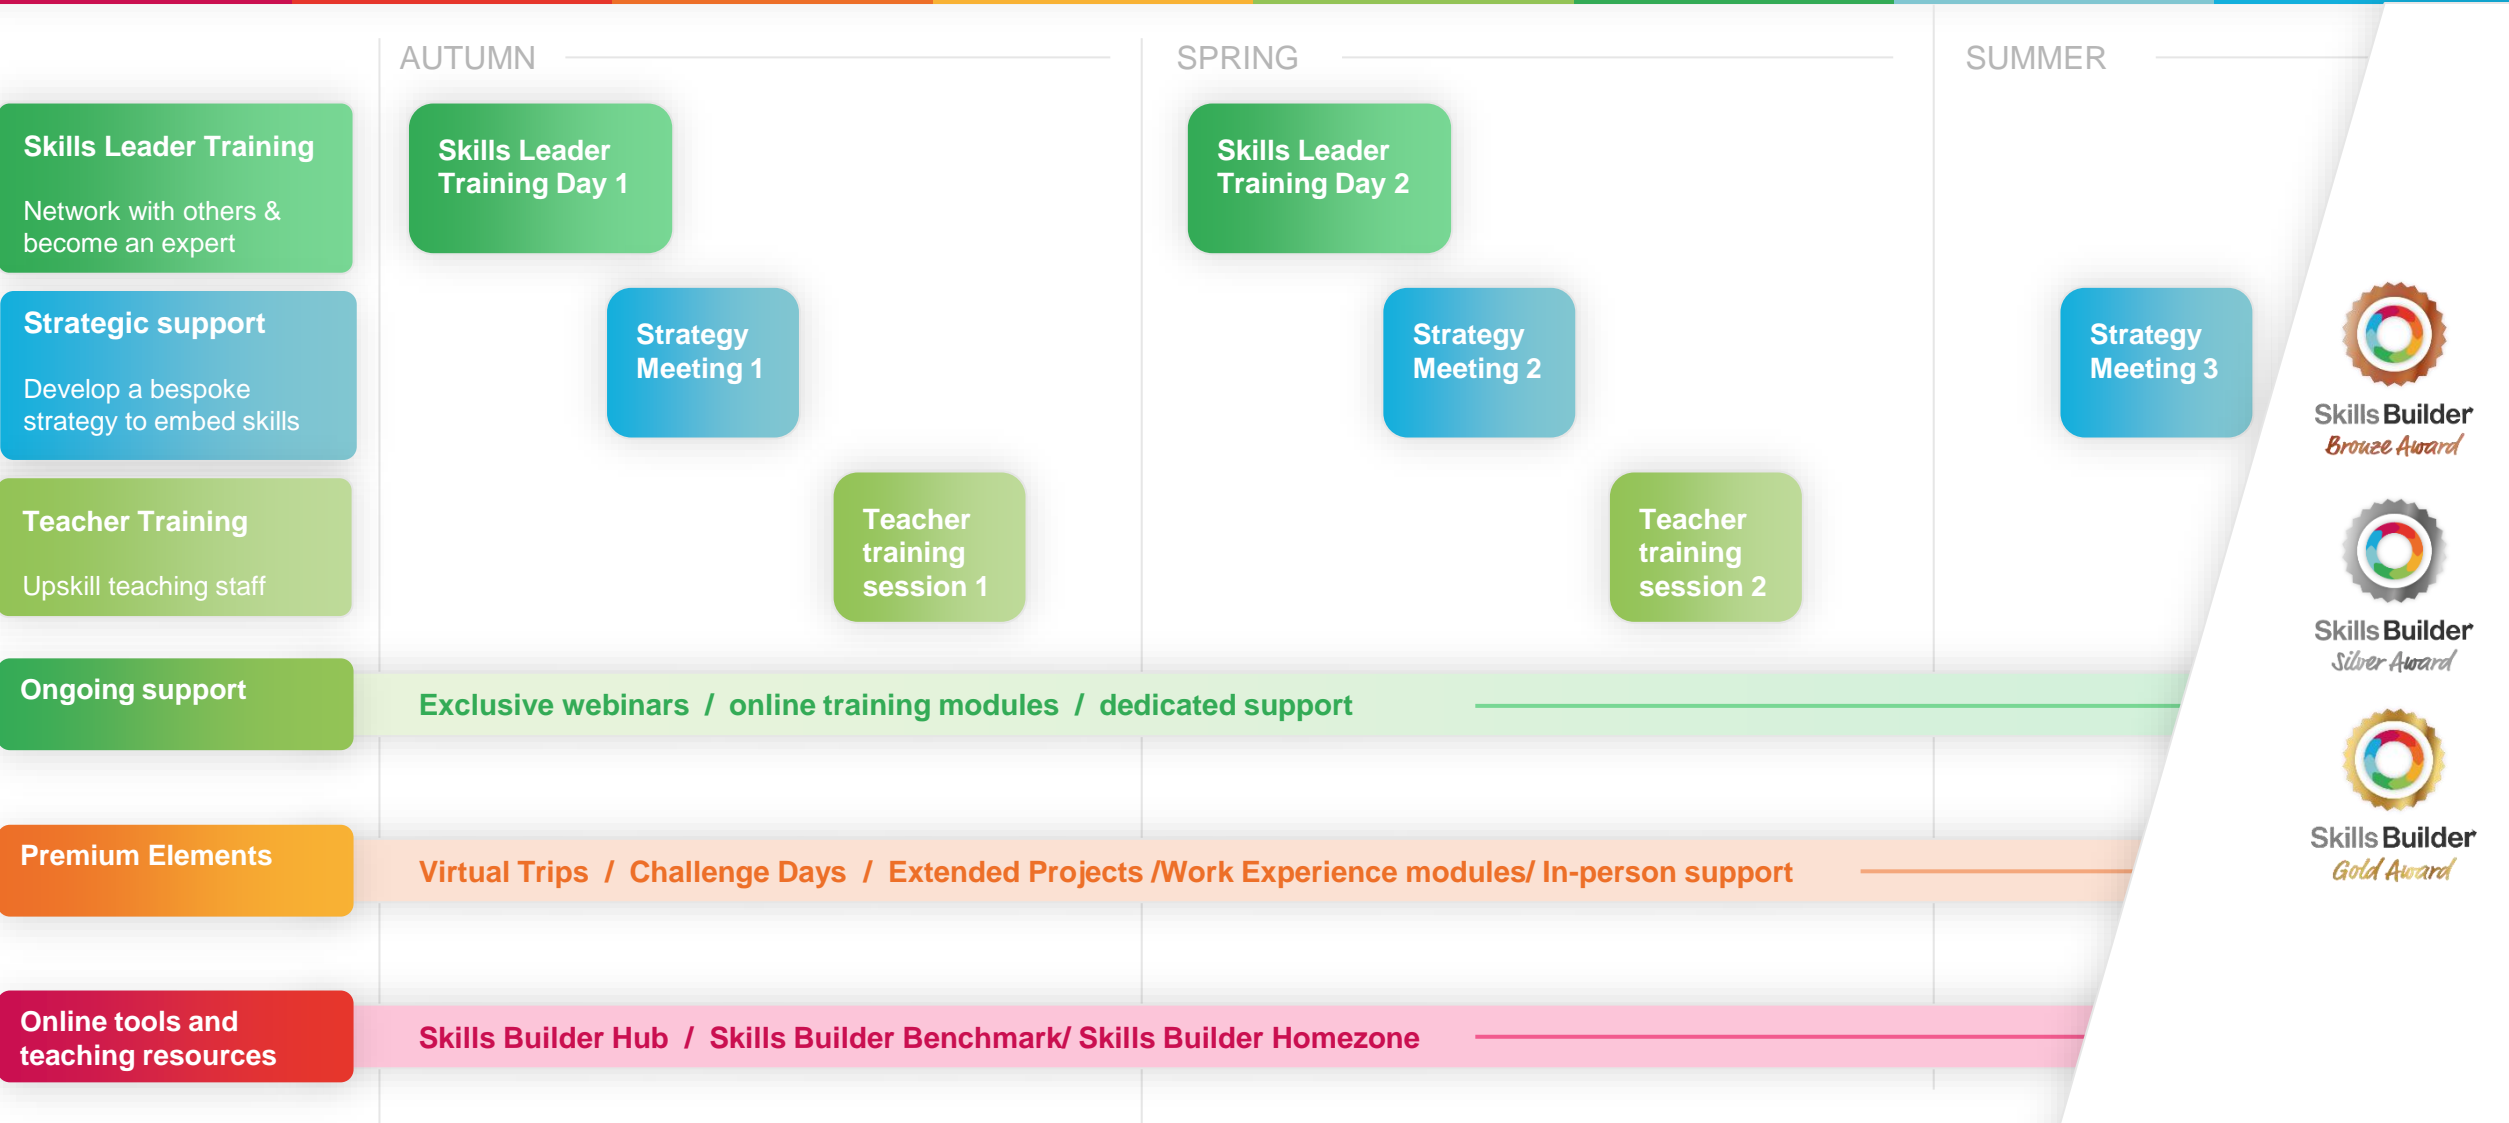 AUTUMN
SPRING
SUMMER
Skills Leader Training
Network with others &
become an expert
Skills Leader
Training Day 1
Skills Leader
Training Day 2
Strategic support
Develop a bespoke
strategy to embed skills
Strategy
Meeting 1
Strategy
Meeting 2
Strategy
Meeting 3
Skills Builder
Bronze Award
Teacher Training
Upskill teaching staff
Teacher
training
session 1
Teacher
training
session 2
Skills Builder
Silver Award
Ongoing support
Exclusive webinars / online training modules / dedicated support
Premium Elements
Virtual Trips / Challenge Days / Extended Projects /Work Experience modules/ In-person support
Skills Builder
Gold Award
Online tools and
teaching resources
Skills Builder Hub / Skills Builder Benchmark/ Skills Builder Homezone